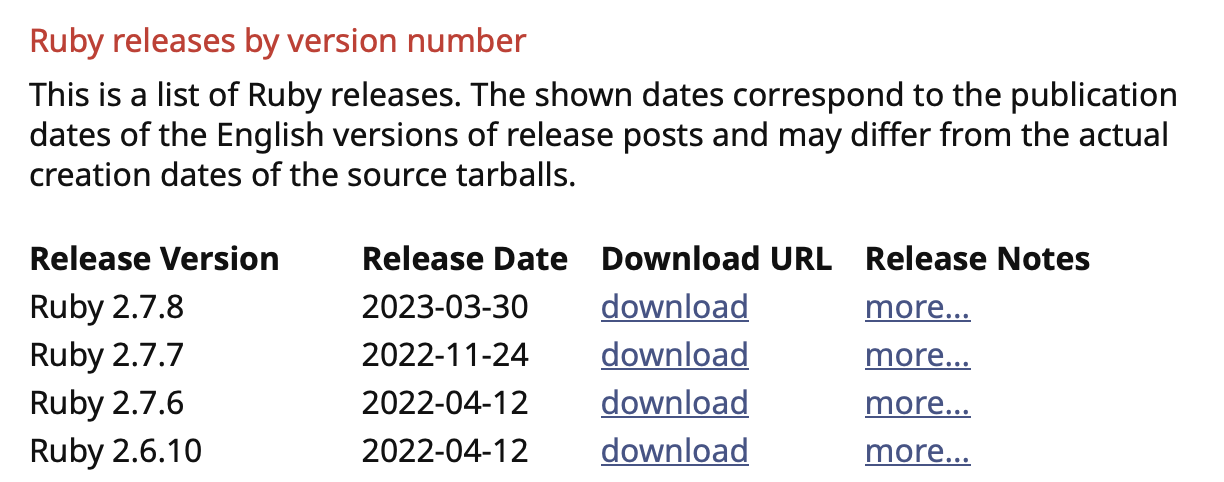 Ruby releases by version number
This is a list of Ruby releases. The shown dates correspond to the publication
dates of the English versions of release posts and may differ from the actual
creation dates of the source tarballs.
Release Version Release Date Download URL Release Notes
Ruby 2.7.8 2023-03-30 download more...
Ruby 2.7.7 2022-11-24 download more...
Ruby 2.7.6 2022-04-12 download more...
Ruby 2.6.10 2022-04-12 download more...